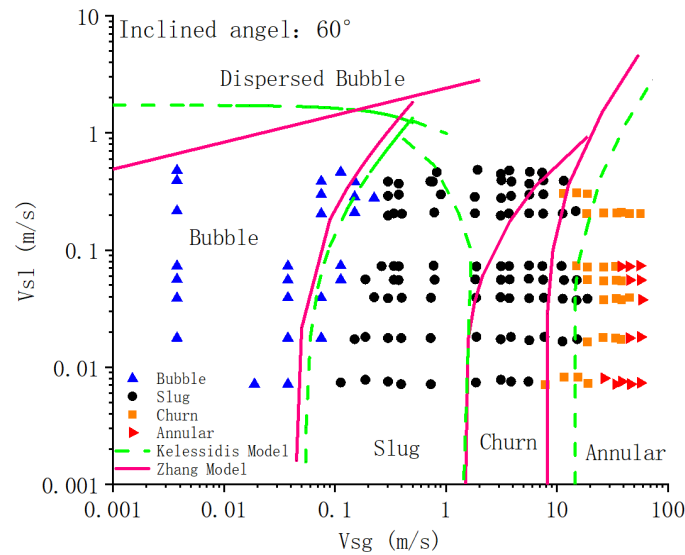 Inclined angel: 60°
Dispersed Bubble
Bubble
Slug
Churn
Annular
Bubble
Slug
Churn
Annular
Kelessidis Model
Zhang Model
10
1
0.1
0.01
0.001
0.001
0.01
0.1
1
10
100
Vsl (m/s)
Vsg (m/s)